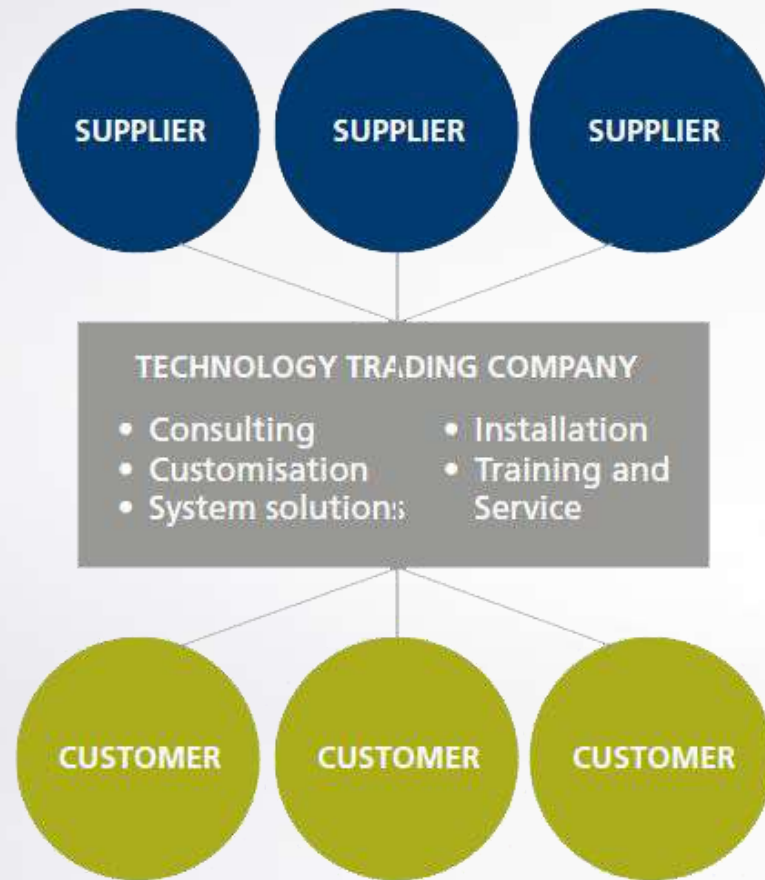 SUPPLIER
SUPPLIER
SUPPLIER
TECHNOLOGY TRADING COMPANY
• Consulting
• Customisation
• System solutions
• Installation
• Training and
Service
CUSTOMER
CUSTOMER
CUSTOMER